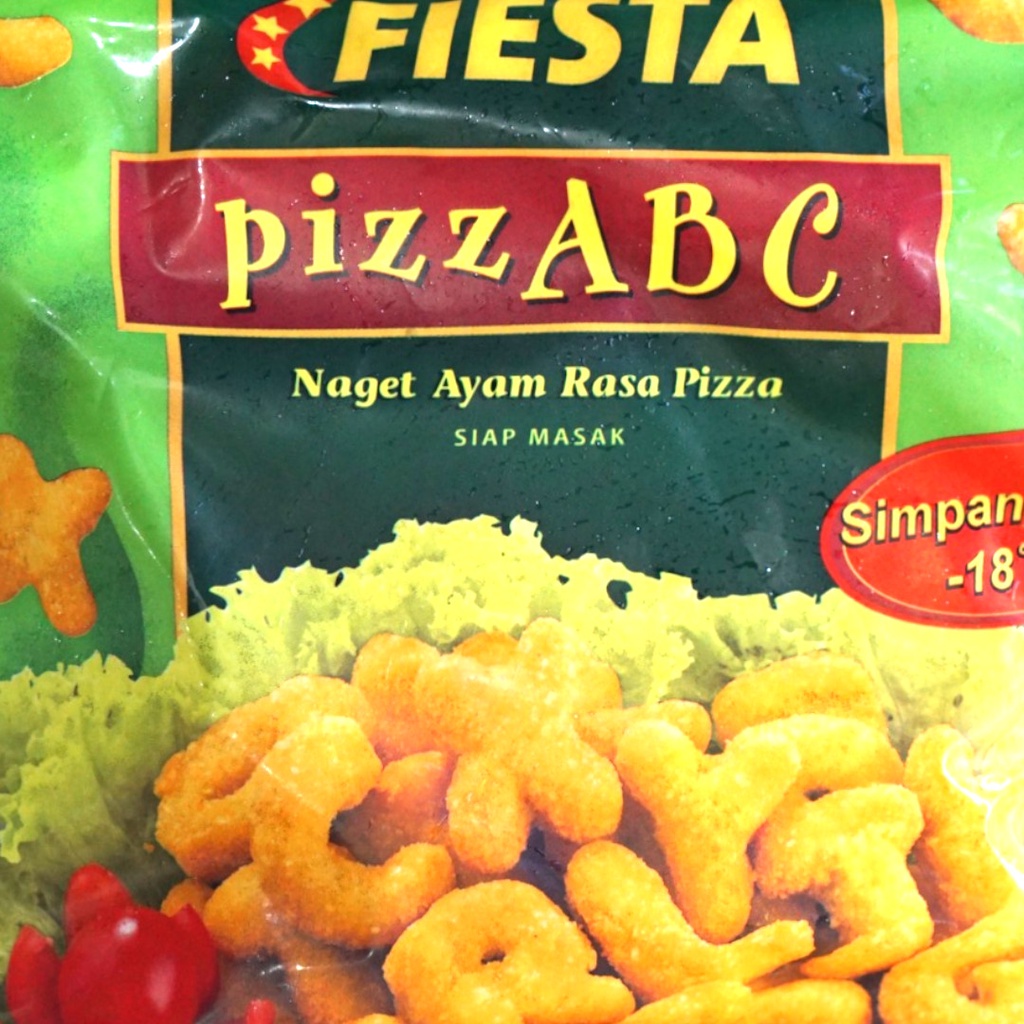 FIESTA
pizzABC
Naget Ayam Rasa Pizza
SIAP MASAK
Simpan
-18°